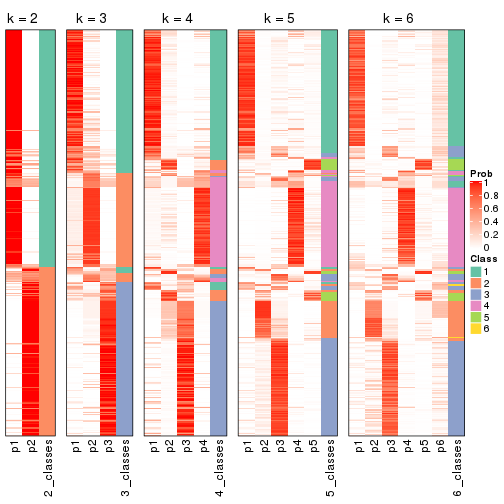 k = 2
k = 3
k = 4
k = 5
k = 6
p1
p2
2_classes
p1
p2
p3
3_classes
p1
p2
p3
p4
4_classes
p1
p2
p3
p4
p5
5_classes
p1
p2
p3
p4
p5
p6
6_classes
Prob
1
0.8
0.6
0.4
0.2
0
Class
1
2
3
4
5
6